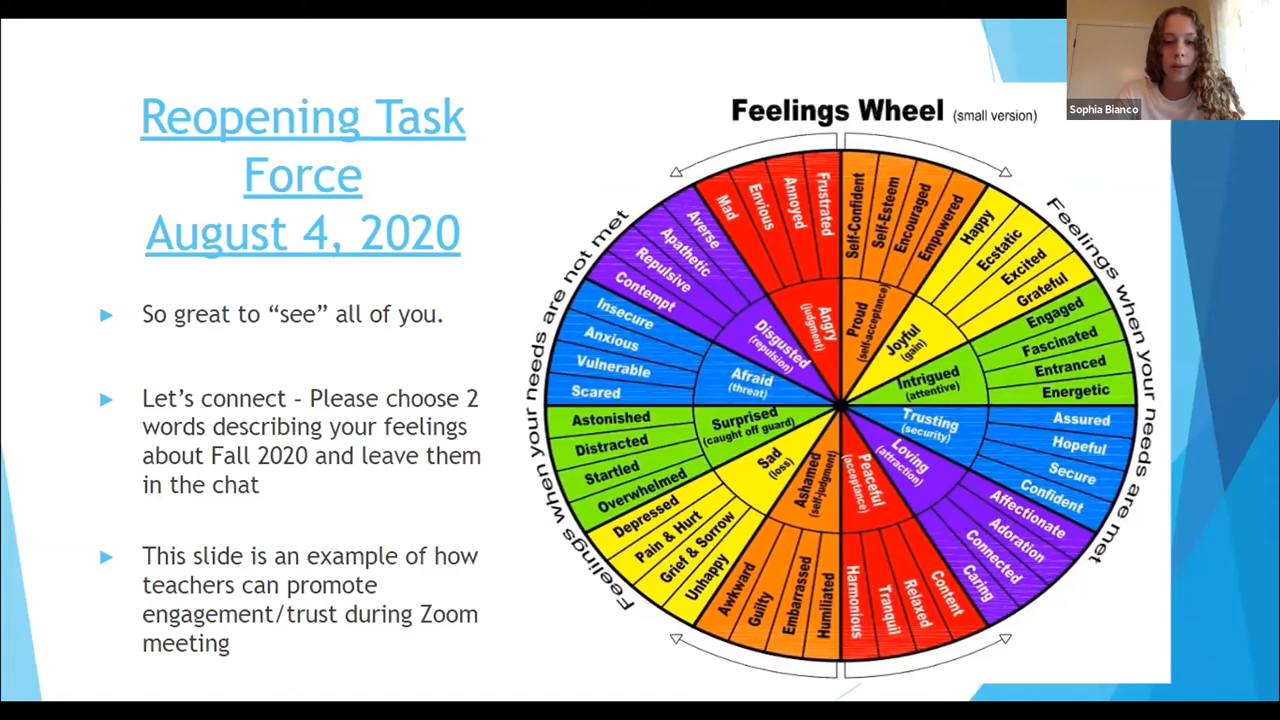 Reopening Task
Force
August 4, 2020
So great to “see” all of you.
Let’s connect – Please choose 2
words describing your feelings
about Fall 2020 and leave them
in the chat
This slide is an example of how
teachers can promote
engagement/trust during Zoom
meeting
Sophia Bianco
Feelings Wheel (small version)
Feelings when your needs are not met
Feelings when your needs are met
Mad
Envious
Annoyed
Frustrated
Angry
(judgment)
Averse
Apathetic
Repulsive
Contempt
Disgusted
(repulsion)
Insecure
Anxious
Vulnerable
Scared
Afraid
(threat)
Astonished
Distracted
Startled
Overwhelmed
Surprised
(caught off guard)
Depressed
Pain & Hurt
Grief & Sorrow
Unhappy
Sad
(loss)
Awkward
Guilty
Embarrassed
Humiliated
Ashamed
(self-judgment)
Self-Confident
Self-Esteem
Encouraged
Empowered
Proud
(self-acceptance)
Happy
Ecstatic
Excited
Grateful
Joyful
(gain)
Engaged
Fascinated
Entranced
Energetic
Intrigued
(attentive)
Assured
Hopeful
Secure
Confident
Trusting
(security)
Affectionate
Adoration
Connected
Caring
Loving
(attraction)
Content
Relaxed
Tranquil
Harmonious
Peaceful
(acceptance)